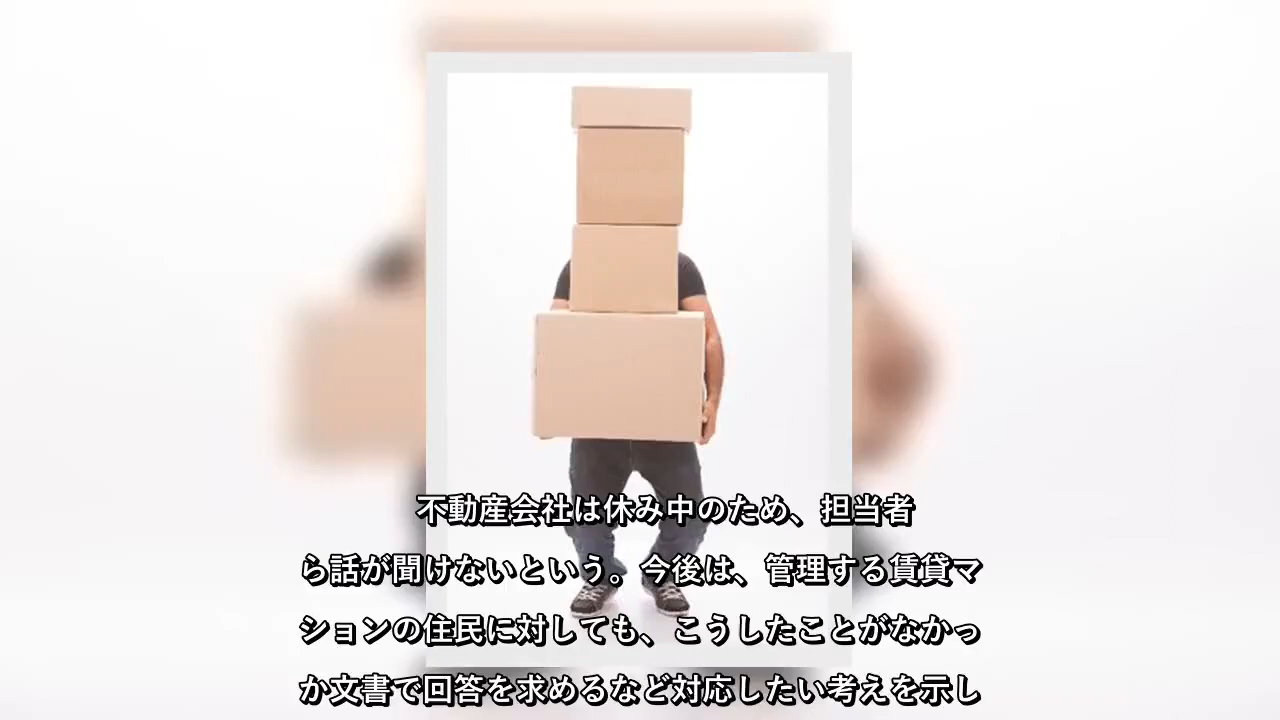 不動産会社は休み中のため、担当者
ら話が聞けないという。今後は、管理する賃貸マ
ションの住民に対しても、こうしたことがなかっ
か文書で回答を求めるなど対応したい考えを示し